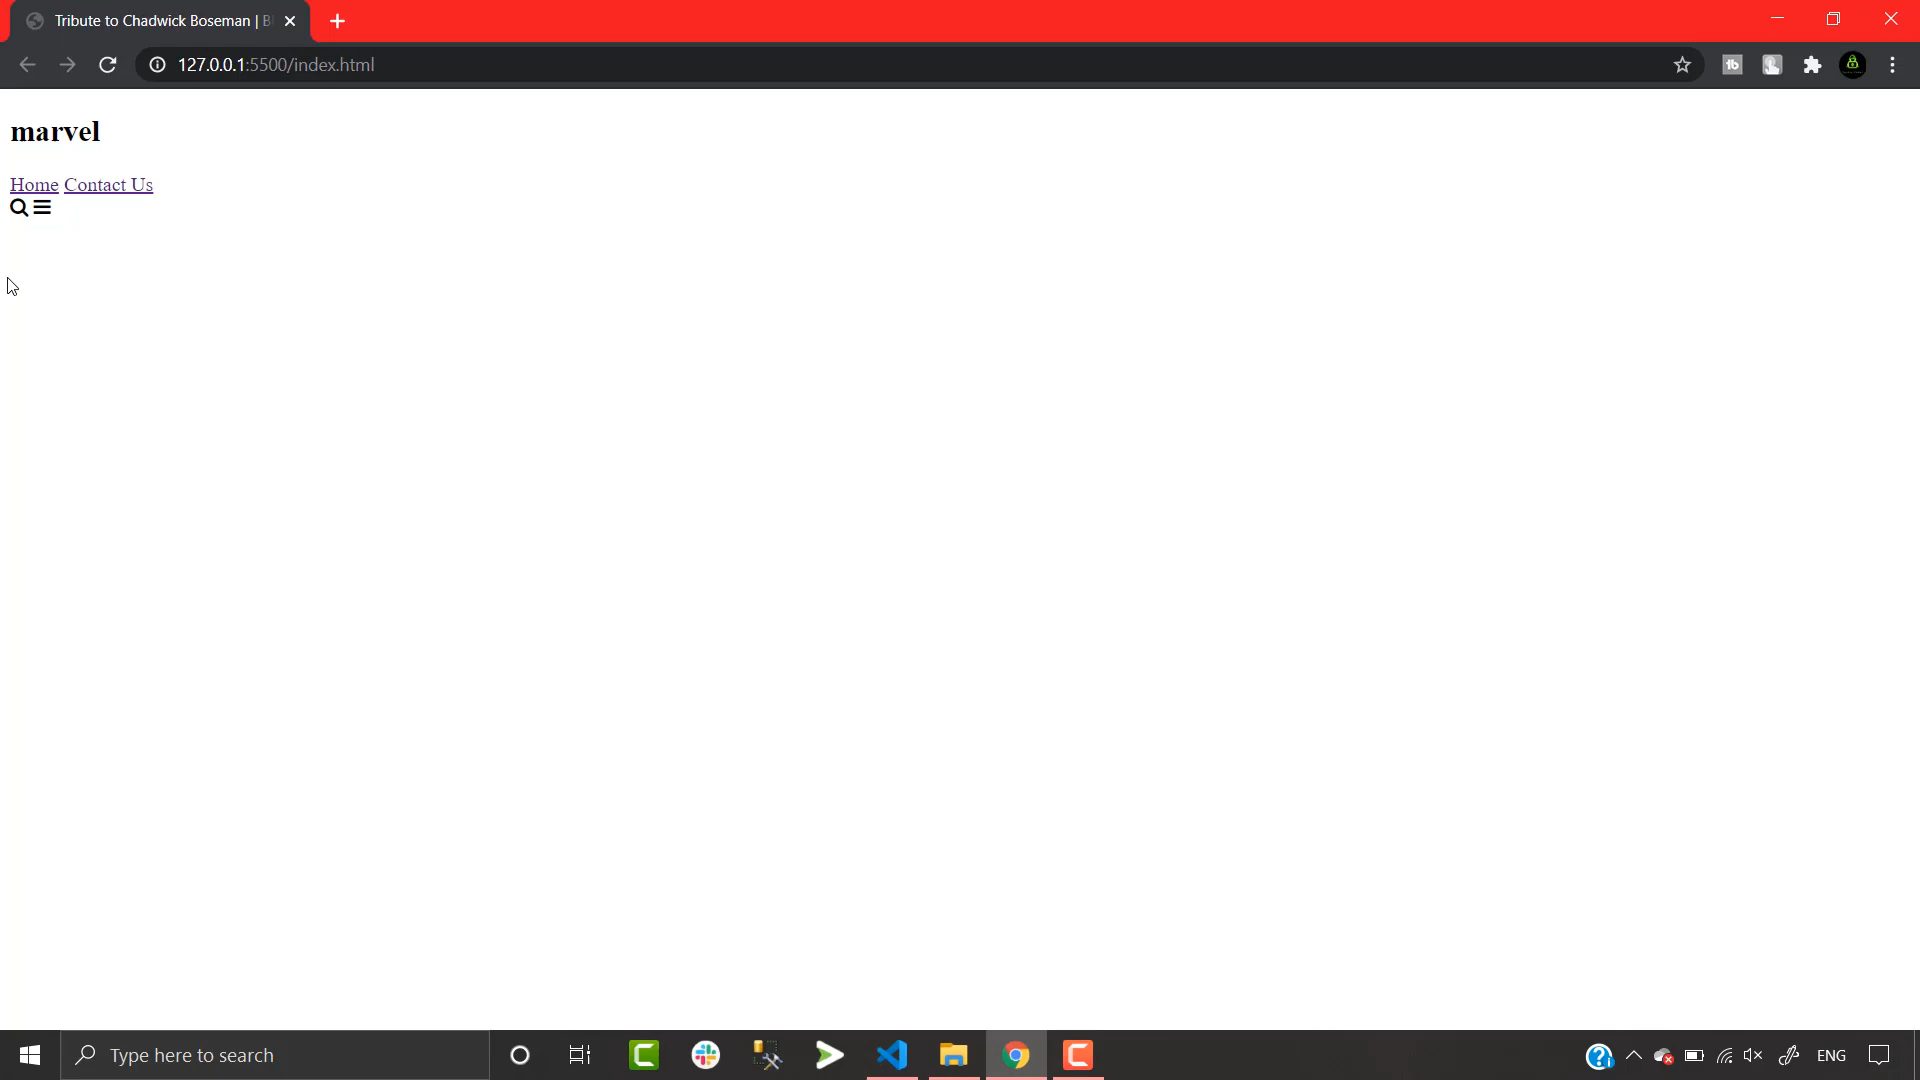 Tribute to Chadwick Boseman | B
127.0.0.1:5500/index.html
marvel
Home Contact Us
Type here to search
ENG